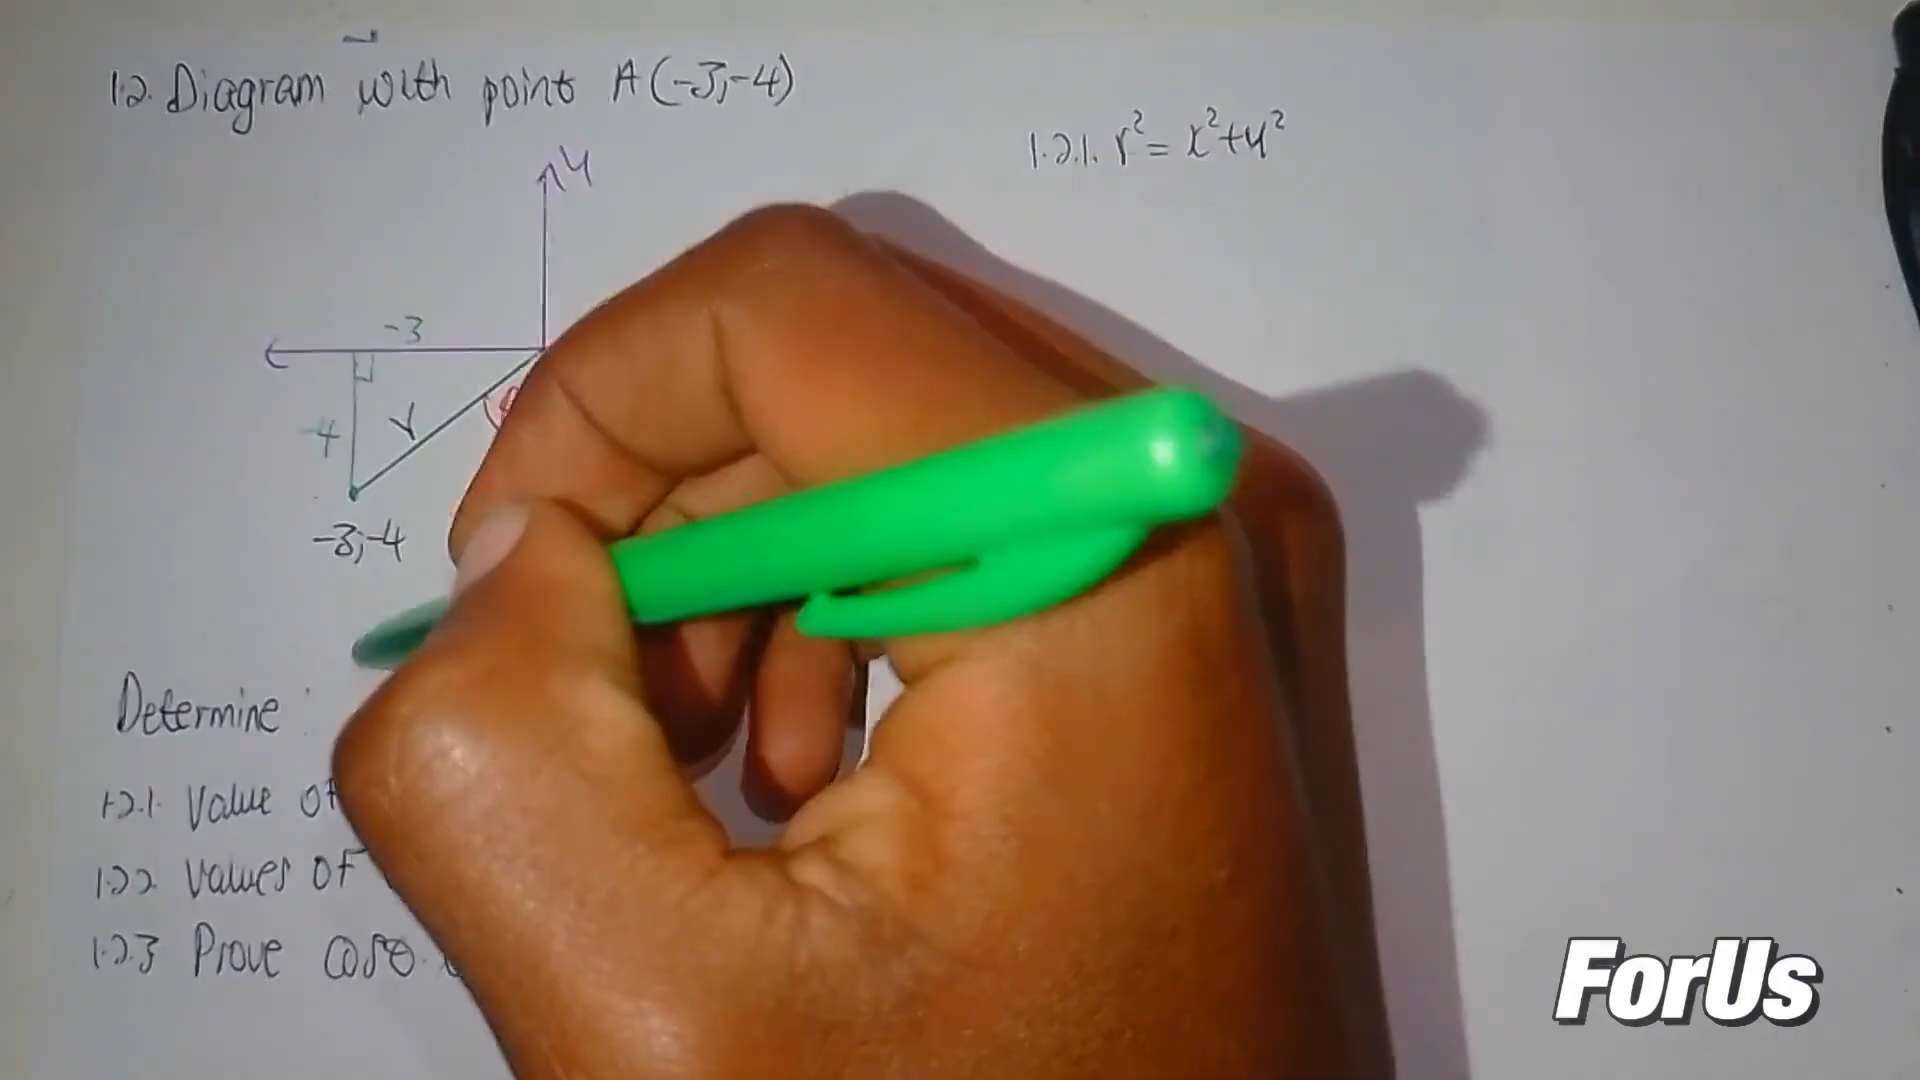 1.2. Diagram with point A(-3;-4)
1.2.1. r² = x²+y²
y
-3
-4
r
θ
-3;-4
Determine :
1.2.1 Value of
1.2.2. Values of
1.2.3 Prove cosθ.
ForUs